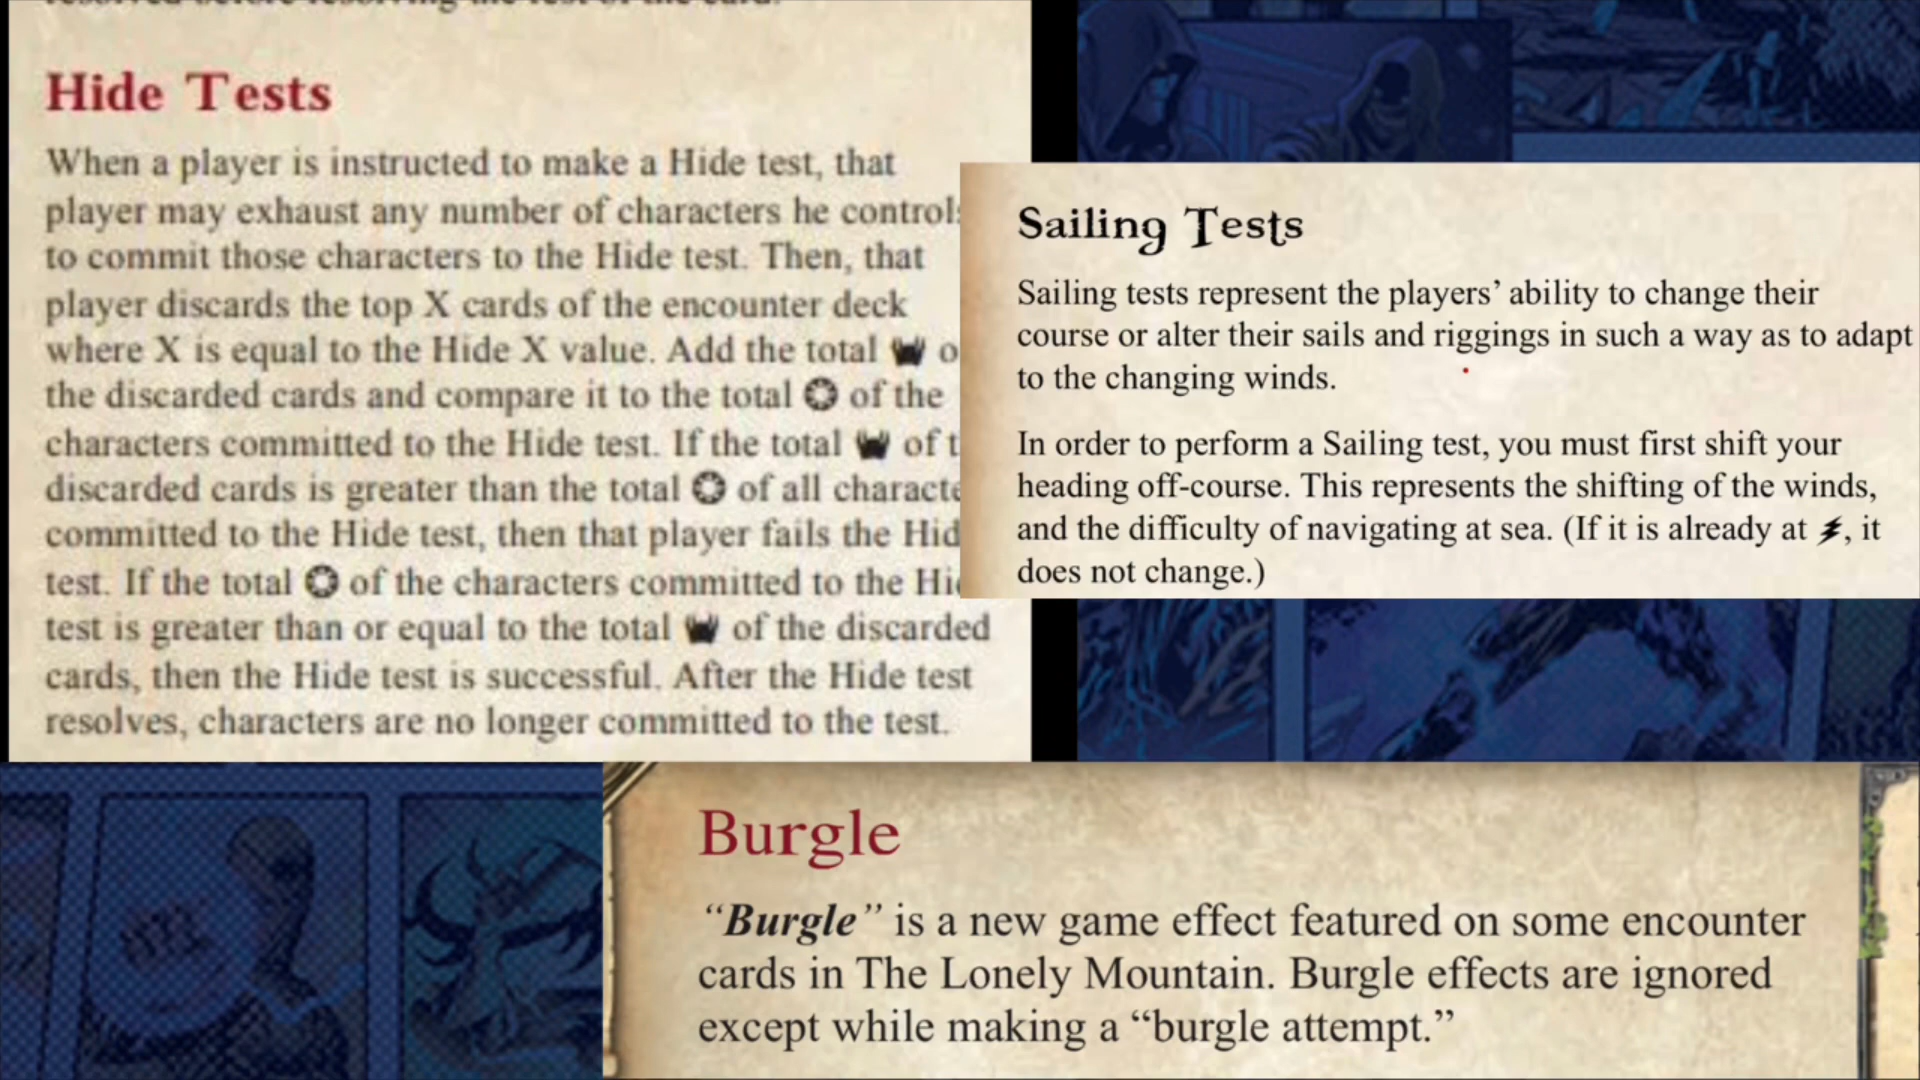 Hide Tests
When a player is instructed to make a Hide test, that
player may exhaust any number of characters he
to commit those characters to the Hide test. Then, that
player discards the top X cards of the encounter deck
where X is equal to the Hide X value. Add the total
the discarded cards and compare it to the total of the
characters committed to the Hide test. If the total of
discarded cards is greater than the total of all
committed to the Hide test, then that player fails the
test. If the total of the characters committed to the
test is greater than or equal to the total of the discarded
cards, then the Hide test is successful. After the Hide test
resolves, characters are no longer committed to the test.
Sailing Tests
Sailing tests represent the players’ ability to change their
course or alter their sails and riggings in such a way as to adapt
to the changing winds.
In order to perform a Sailing test, you must first shift your
heading off-course. This represents the shifting of the winds,
and the difficulty of navigating at sea. (If it is already at , it
does not change.)
Burgle
“Burgle” is a new game effect featured on some encounter
cards in The Lonely Mountain. Burgle effects are ignored
except while making a “burgle attempt.”